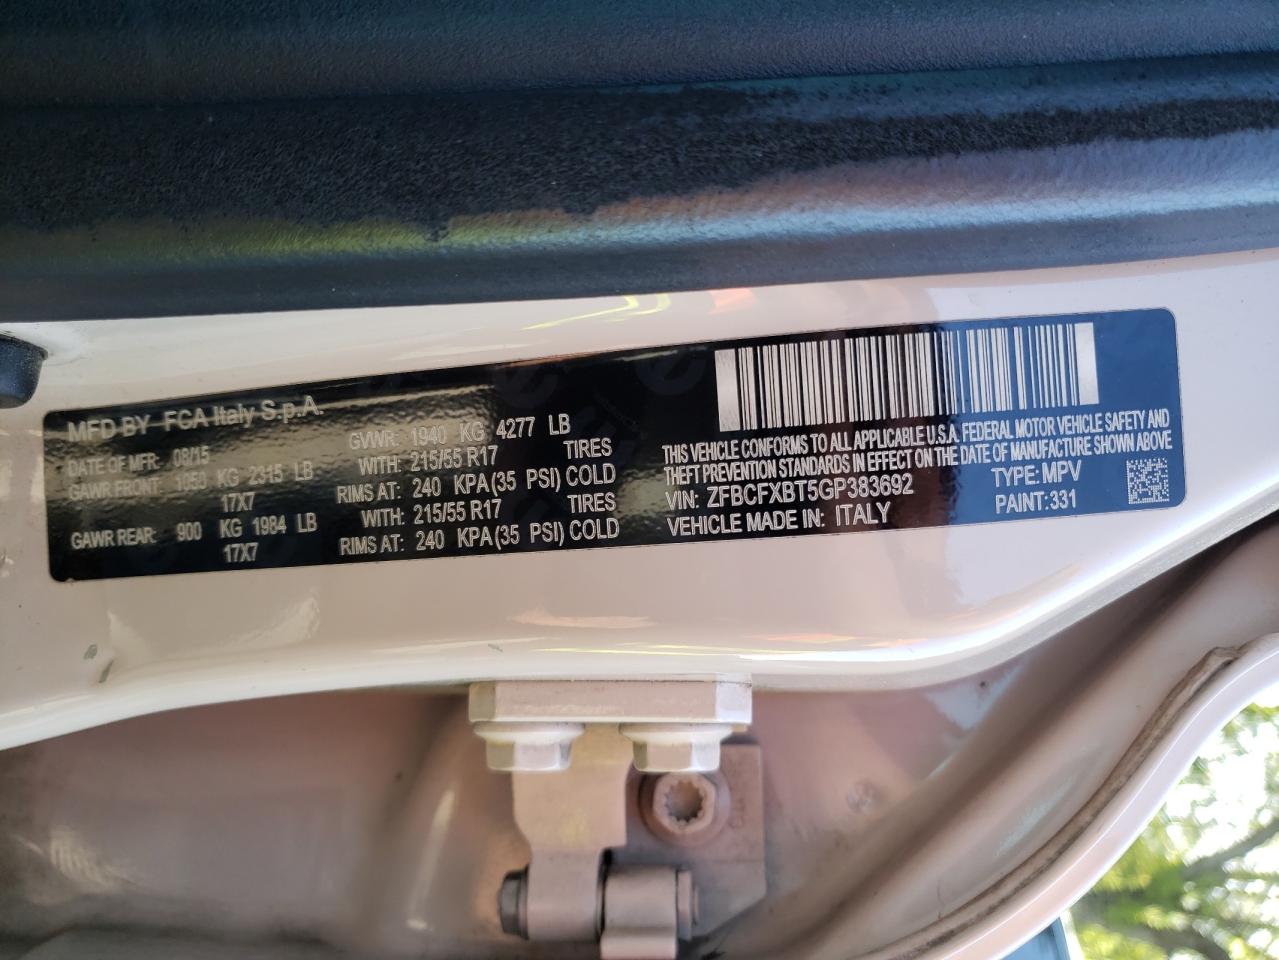 MFD BY FCA Italy S.p.A.
DATE OF MFR. 08/15 GVWR: 1940 KG 4277 LB
GAWR FRONT: 1050 KG 2315 LB WITH: 215/55 R17 TIRES
17X7 RIMS AT: 240 KPA(35 PSI) COLD
GAWR REAR: 900 KG 1984 LB WITH: 215/55 R17 TIRES
17X7 RIMS AT: 240 KPA(35 PSI) COLD
THIS VEHICLE CONFORMS TO ALL APPLICABLE U.S.A. FEDERAL MOTOR VEHICLE SAFETY AND
THEFT PREVENTION STANDARDS IN EFFECT ON THE DATE OF MANUFACTURE SHOWN ABOVE
VIN: ZFBCFXBT5GP383692 TYPE: MPV
VEHICLE MADE IN: ITALY PAINT: 331